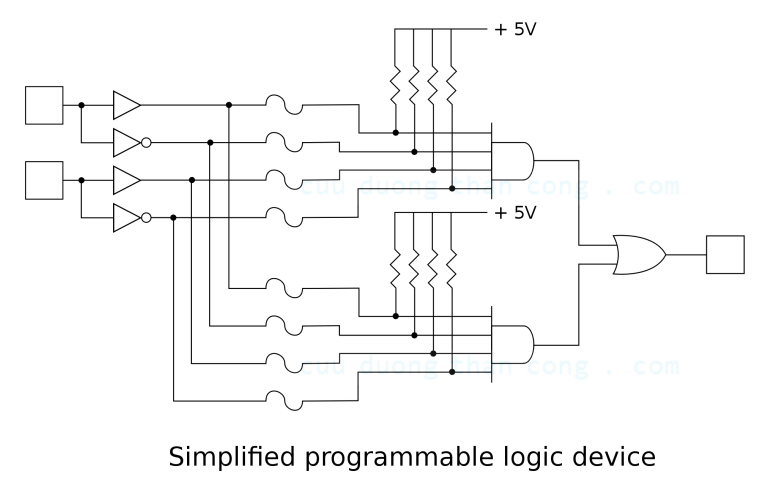 + 5V
cuu duong than cong . com
+ 5V
cuu duong than cong . com
Simplified programmable logic device